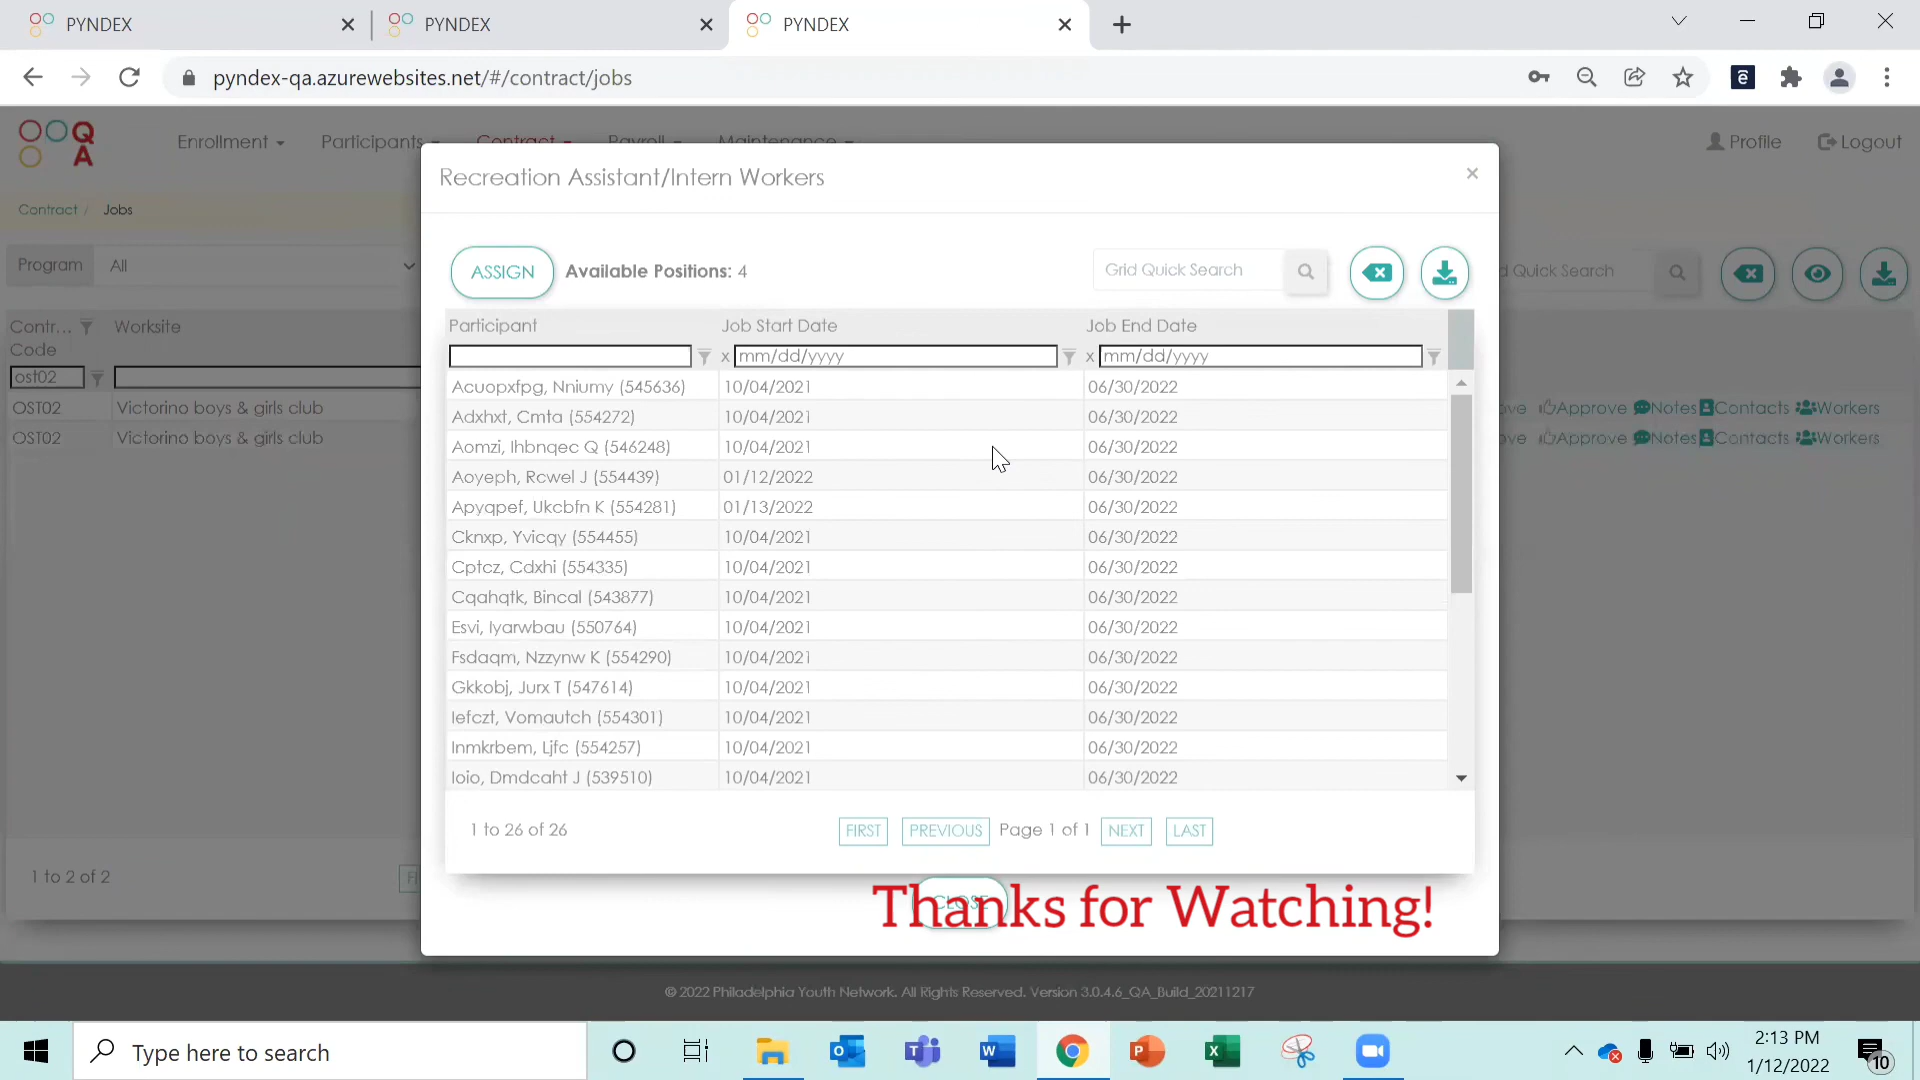 PYNDEX
PYNDEX
PYNDEX
pyndex-qa.azurewebsites.net/#/contract/jobs
QA
Enrollment
Participants
Contract
Payroll
Maintenance
Profile
Logout
Contract / Jobs
Program All
d Quick Search
Contr... Code
Worksite
ost02
OST02 Victorino boys & girls club
OST02 Victorino boys & girls club
ove Approve Notes Contacts Workers
ove Approve Notes Contacts Workers
1 to 2 of 2
FI
Recreation Assistant/Intern Workers
×
ASSIGN Available Positions: 4
Grid Quick Search
Participant Job Start Date Job End Date
x mm/dd/yyyy x mm/dd/yyyy
Acuopxfpg, Nniumy (545636) 10/04/2021 06/30/2022
Adxhxt, Cmta (554272) 10/04/2021 06/30/2022
Aomzi, Ihbnqec Q (546248) 10/04/2021 06/30/2022
Aoyeph, Rcwel J (554439) 01/12/2022 06/30/2022
Apyqpef, Ukcbfn K (554281) 01/13/2022 06/30/2022
Cknxp, Yvicqy (554455) 10/04/2021 06/30/2022
Cptcz, Cdxhi (554335) 10/04/2021 06/30/2022
Cqahqtk, Bincal (543877) 10/04/2021 06/30/2022
Esvi, Iyarwbau (550764) 10/04/2021 06/30/2022
Fsdaqm, Nzzynw K (554290) 10/04/2021 06/30/2022
Gkkobj, Jurx T (547614) 10/04/2021 06/30/2022
Iefczt, Vomautch (554301) 10/04/2021 06/30/2022
Inmkrbem, Ljfc (554257) 10/04/2021 06/30/2022
Ioio, Dmdcaht J (539510) 10/04/2021 06/30/2022
1 to 26 of 26
FIRST PREVIOUS Page 1 of 1 NEXT LAST
CLOSE
Thanks for Watching!
© 2022 Philadelphia Youth Network. All Rights Reserved. Version 3.0.4.6_QA_Build_20211217
Type here to search
2:13 PM
1/12/2022
10